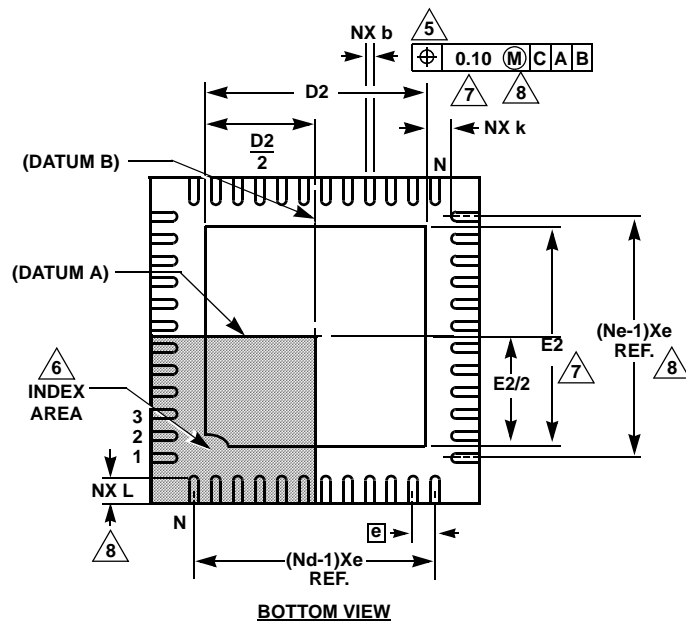 NX b
5
⌖ 0.10 Ⓜ C A B
D2
7
8
D2
2
NX k
(DATUM B)
N
(DATUM A)
6
INDEX
AREA
(Ne-1)Xe
REF.
8
E2
7
E2/2
3
2
1
NX L
8
N
e
(Nd-1)Xe
REF.
BOTTOM VIEW